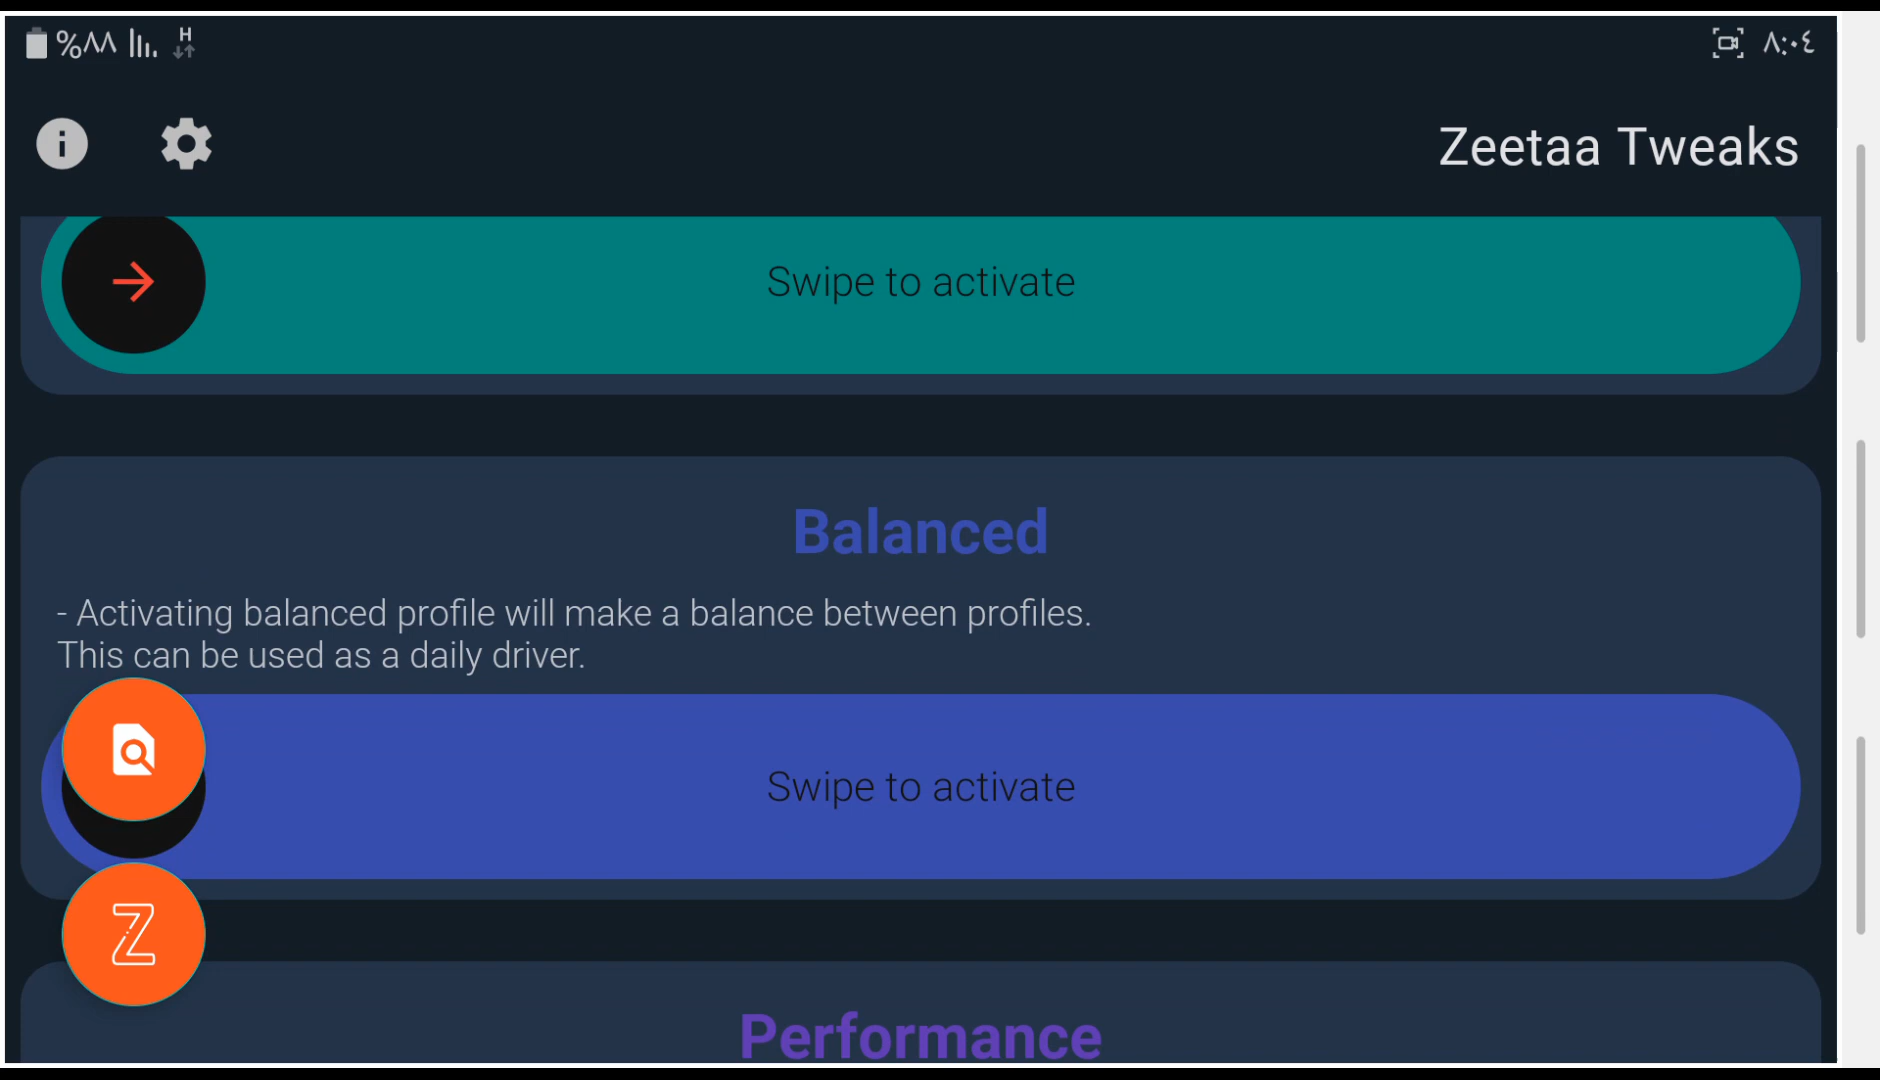 %٨٨ H ٨:٠٤
Zeetaa Tweaks
Swipe to activate
Balanced
- Activating balanced profile will make a balance between profiles.
This can be used as a daily driver.
Swipe to activate
Z
Performance